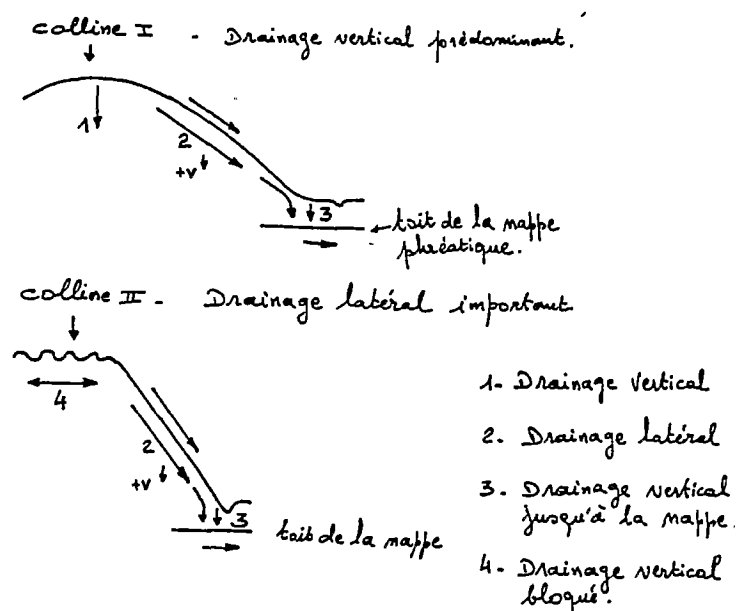 colline I - Drainage vertical prédominant.
1
2
+v
3
toit de la nappe
phréatique.
colline II - Drainage latéral important
4
2
+v
3
toit de la nappe
1- Drainage vertical
2. Drainage latéral
3. Drainage vertical
jusqu'à la nappe.
4- Drainage vertical
bloqué.